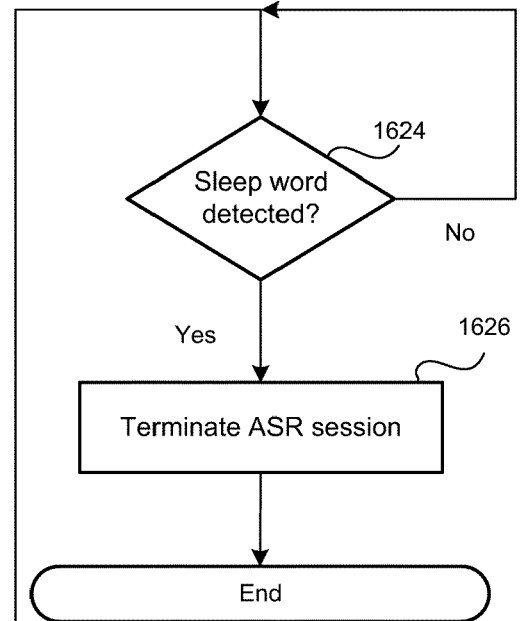 1624
Sleep word
detected?
No
Yes
1626
Terminate ASR session
End